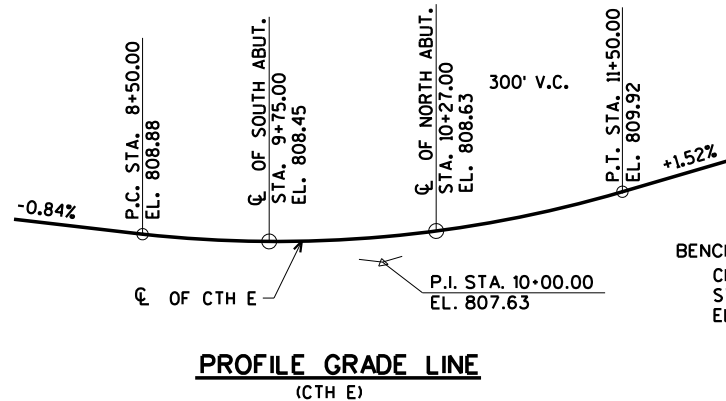 P.C. STA. 8+50.00
EL. 808.88
℄ OF SOUTH ABUT.
STA. 9+75.00
EL. 808.45
℄ OF NORTH ABUT.
STA. 10+27.00
EL. 808.63
300' V.C.
P.T. STA. 11+50.00
EL. 809.92
-0.84%
+1.52%
℄ OF CTH E
P.I. STA. 10+00.00
EL. 807.63
PROFILE GRADE LINE
(CTH E)